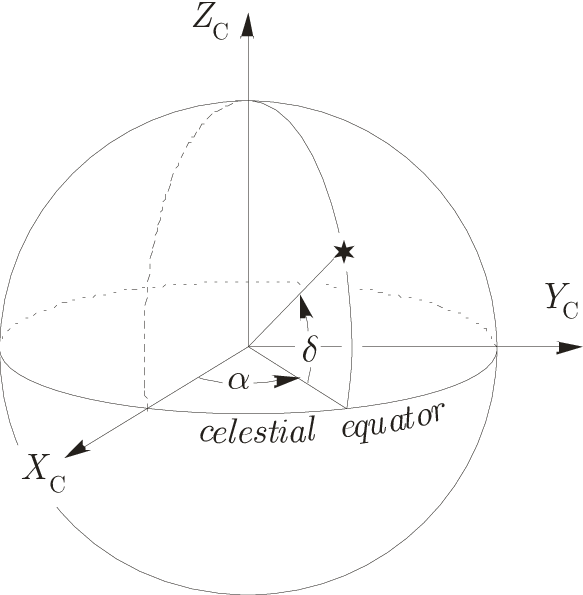 Z_C
Y_C
δ
α
celestial equator
X_C